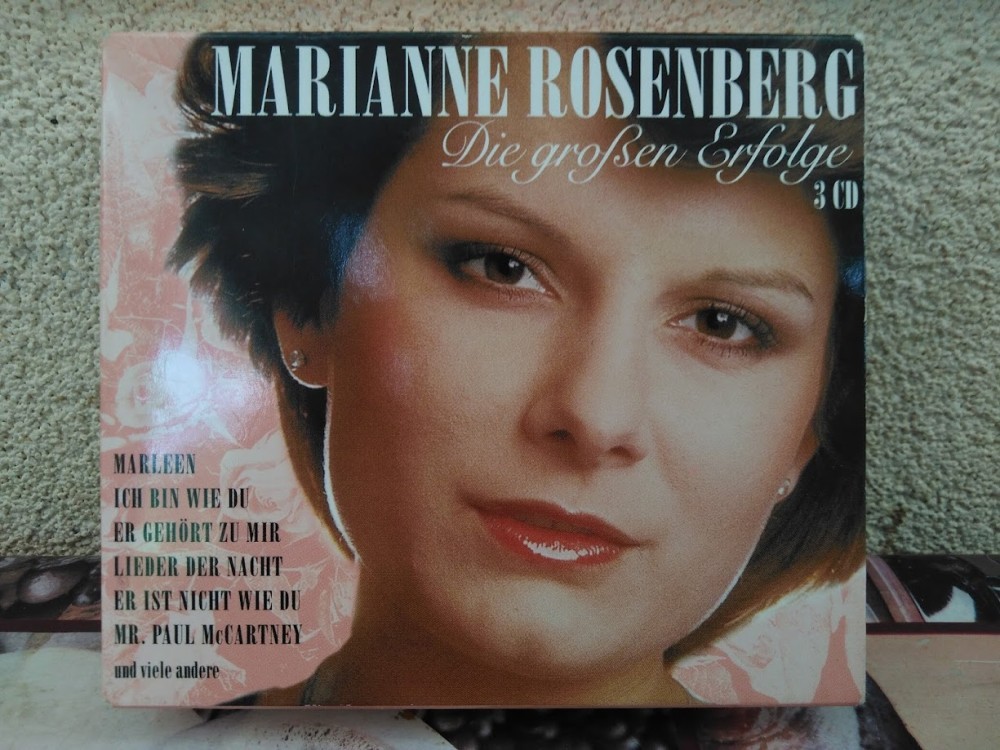 MARIANNE ROSENBERG
Die großen Erfolge
3 CD
MARLEEN
ICH BIN WIE DU
ER GEHÖRT ZU MIR
LIEDER DER NACHT
ER IST NICHT WIE DU
MR. PAUL McCARTNEY
und viele andere